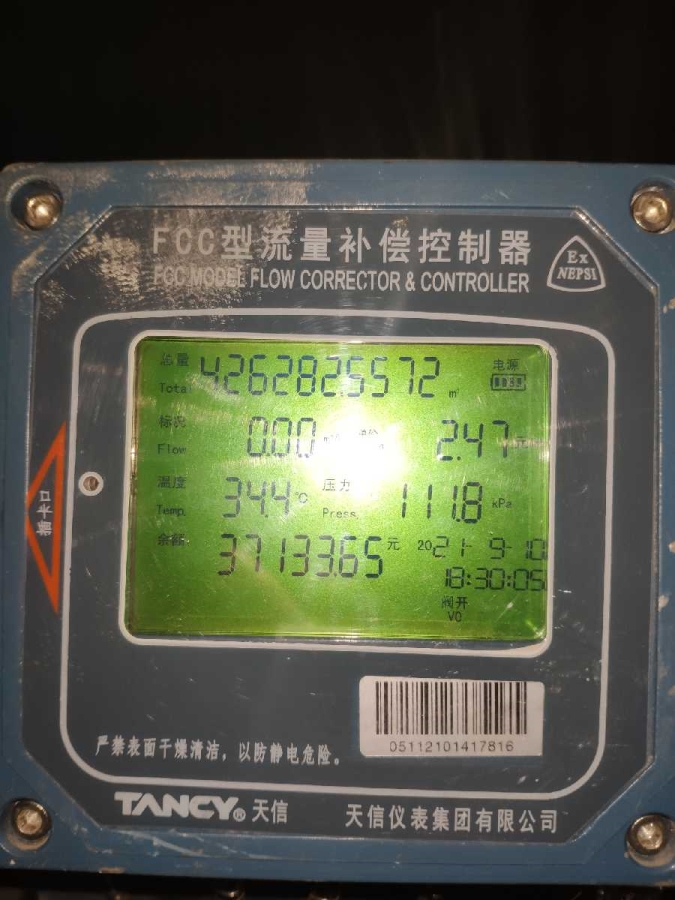 FCC型流量补偿控制器
FCC MODEL FLOW CORRECTOR & CONTROLLER
Ex
NEPSI
总量 Total 426282.5572 m³
电源
标况 Flow 0.00 2.47 元
温度 Temp. 34.4 ℃ 压力 Press. 111.8 kPa
余额 37133.65 元 2021-9-10
18:30:05
阀开
VO
插卡口
严禁表面干燥清洁，以防静电危险。
05112101417816
TANCY® 天信
天信仪表集团有限公司